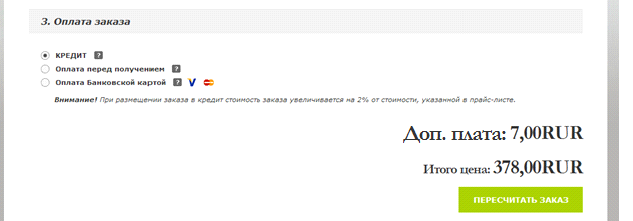 3. Оплата заказа
КРЕДИТ ?
Оплата перед получением ?
Оплата Банковской картой ? V
Внимание! При размещении заказа в кредит стоимость заказа увеличивается на 2% от стоимости, указанной в прайс-листе.
Доп. плата: 7,00RUR
Итого цена: 378,00RUR
ПЕРЕСЧИТАТЬ ЗАКАЗ